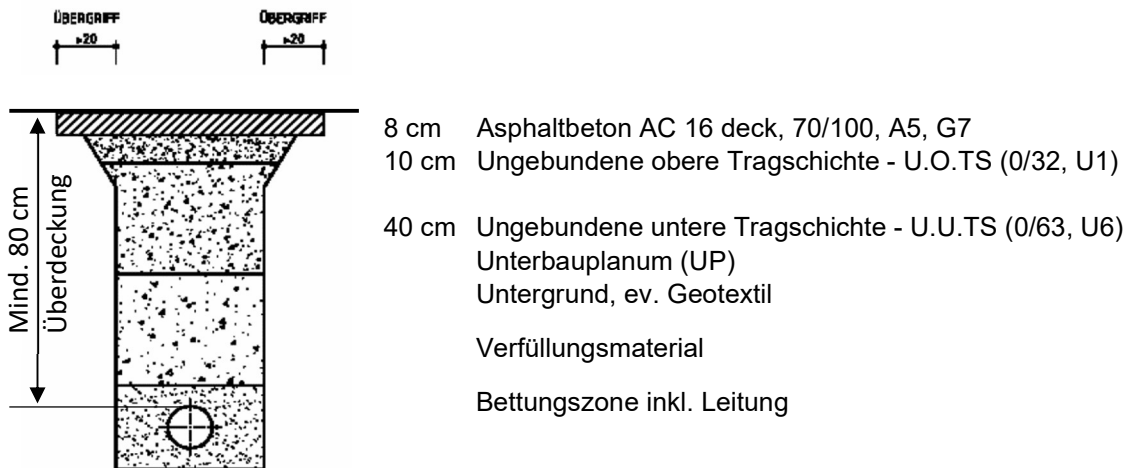 ÜBERGRIFF ÜBERGRIFF
▸20 ▸20
8 cm Asphaltbeton AC 16 deck, 70/100, A5, G7
10 cm Ungebundene obere Tragschichte - U.O.TS (0/32, U1)
40 cm Ungebundene untere Tragschichte - U.U.TS (0/63, U6)
Unterbauplanum (UP)
Untergrund, ev. Geotextil
Verfüllungsmaterial
Bettungszone inkl. Leitung
Mind. 80 cm
Überdeckung